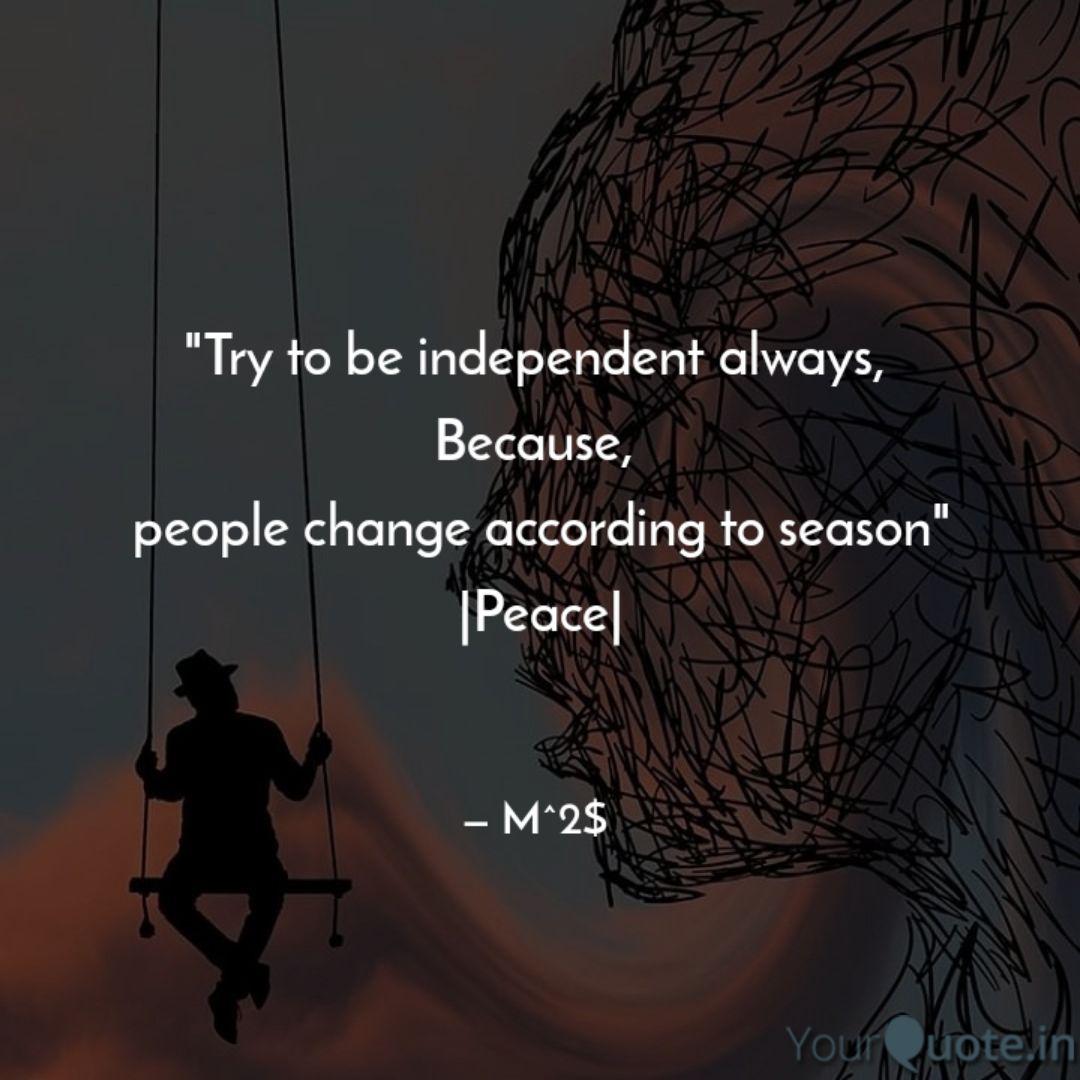 "Try to be independent always,
Because,
people change according to season"
|Peace|
– M^2$
YourQuote.in